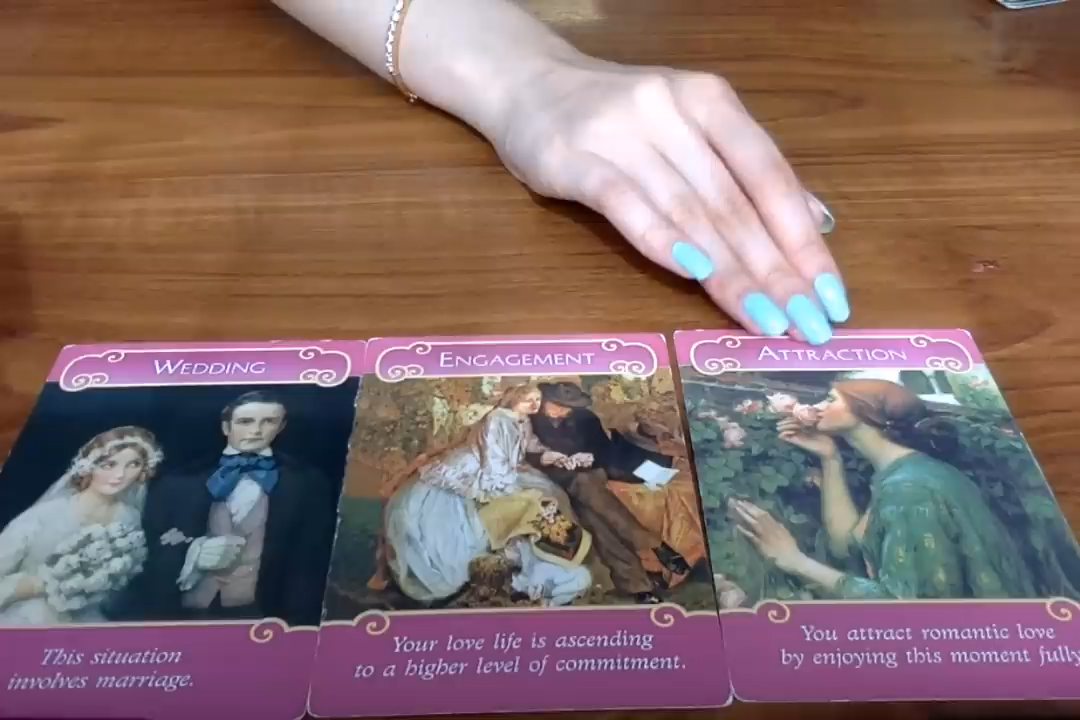 WEDDING
This situation
involves marriage.
ENGAGEMENT
Your love life is ascending
to a higher level of commitment.
ATTRACTION
You attract romantic love
by enjoying this moment fully